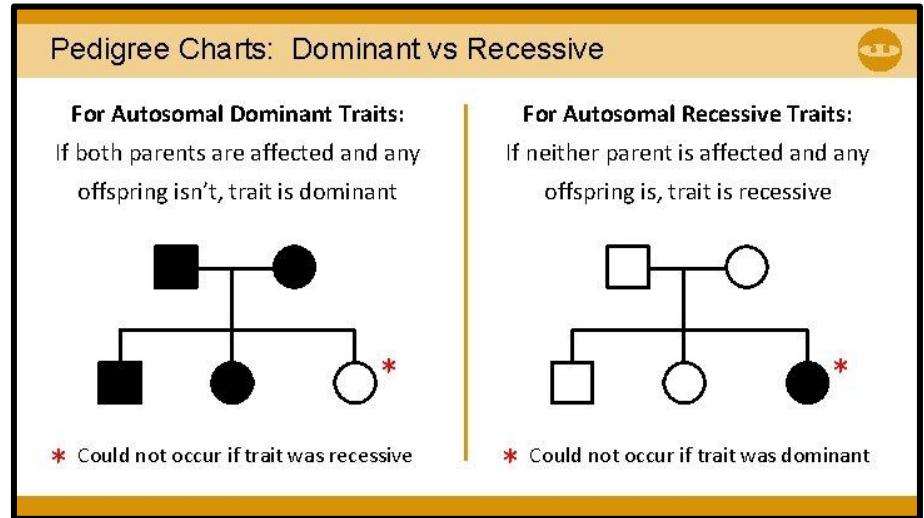 Pedigree Charts: Dominant vs Recessive
For Autosomal Dominant Traits:
If both parents are affected and any
offspring isn't, trait is dominant
* Could not occur if trait was recessive
For Autosomal Recessive Traits:
If neither parent is affected and any
offspring is, trait is recessive
* Could not occur if trait was dominant